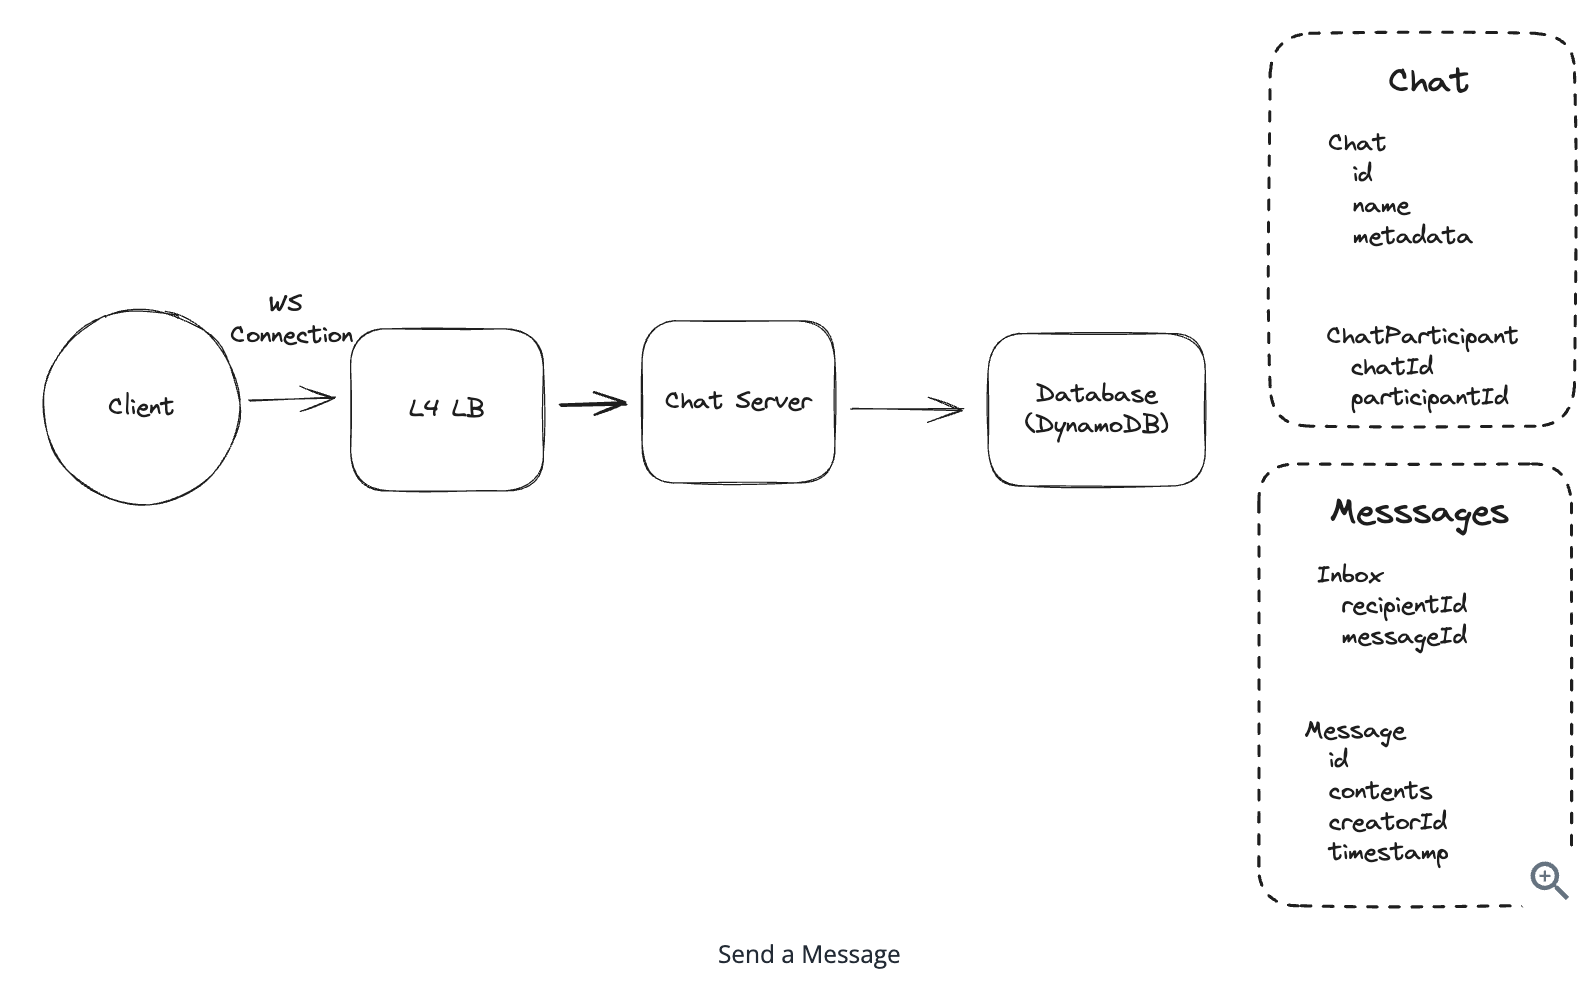 Chat
Chat
id
name
metadata
ChatParticipant
chatId
participantId
WS
Connection
Client
L4 LB
Chat Server
Database
(DynamoDB)
Messsages
Inbox
recipientId
messageId
Message
id
contents
creatorId
timestamp
Send a Message